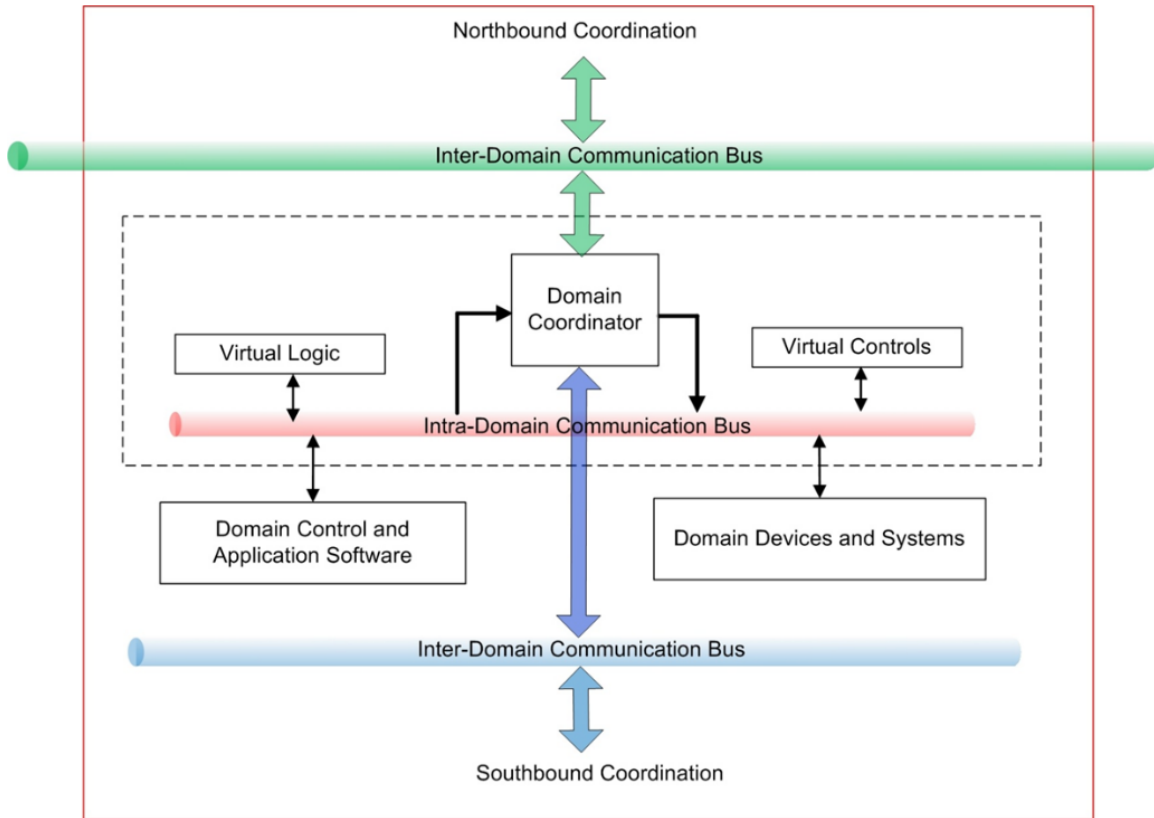 Northbound Coordination
Inter-Domain Communication Bus
Domain
Coordinator
Virtual Logic
Virtual Controls
Intra-Domain Communication Bus
Domain Control and
Application Software
Domain Devices and Systems
Inter-Domain Communication Bus
Southbound Coordination